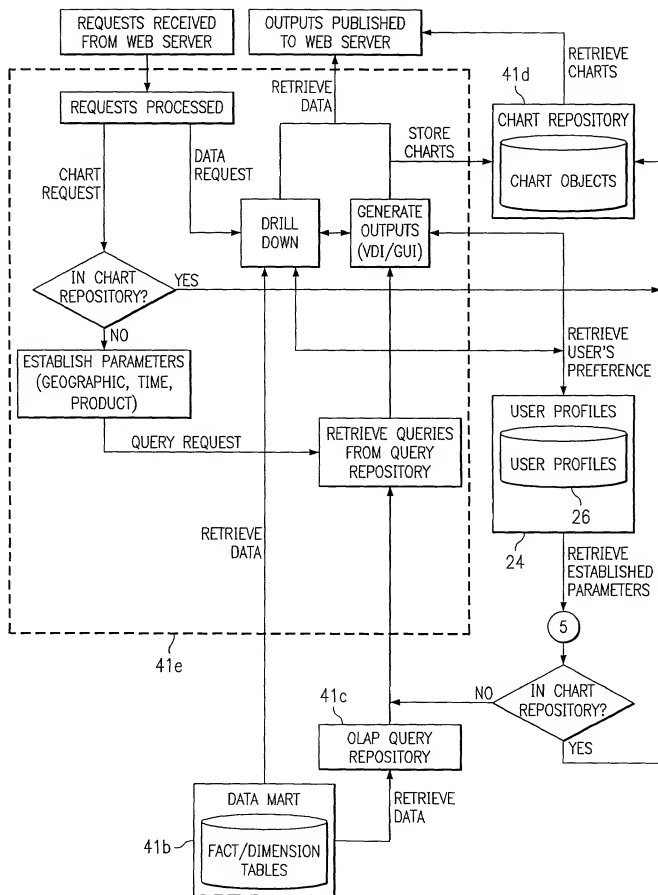 REQUESTS RECEIVED
FROM WEB SERVER
OUTPUTS PUBLISHED
TO WEB SERVER
RETRIEVE
DATA
RETRIEVE
CHARTS
41d
REQUESTS PROCESSED
CHART REPOSITORY
CHART OBJECTS
STORE
CHARTS
CHART
REQUEST
DATA
REQUEST
DRILL
DOWN
GENERATE
OUTPUTS
(VDI/GUI)
IN CHART
REPOSITORY?
YES
NO
RETRIEVE
USER'S
PREFERENCE
ESTABLISH PARAMETERS
(GEOGRAPHIC, TIME,
PRODUCT)
QUERY REQUEST
RETRIEVE QUERIES
FROM QUERY
REPOSITORY
USER PROFILES
USER PROFILES
26
24
RETRIEVE
DATA
RETRIEVE
ESTABLISHED
PARAMETERS
5
41e
IN CHART
REPOSITORY?
NO
YES
41c
OLAP QUERY
REPOSITORY
RETRIEVE
DATA
DATA MART
41b
FACT/DIMENSION
TABLES